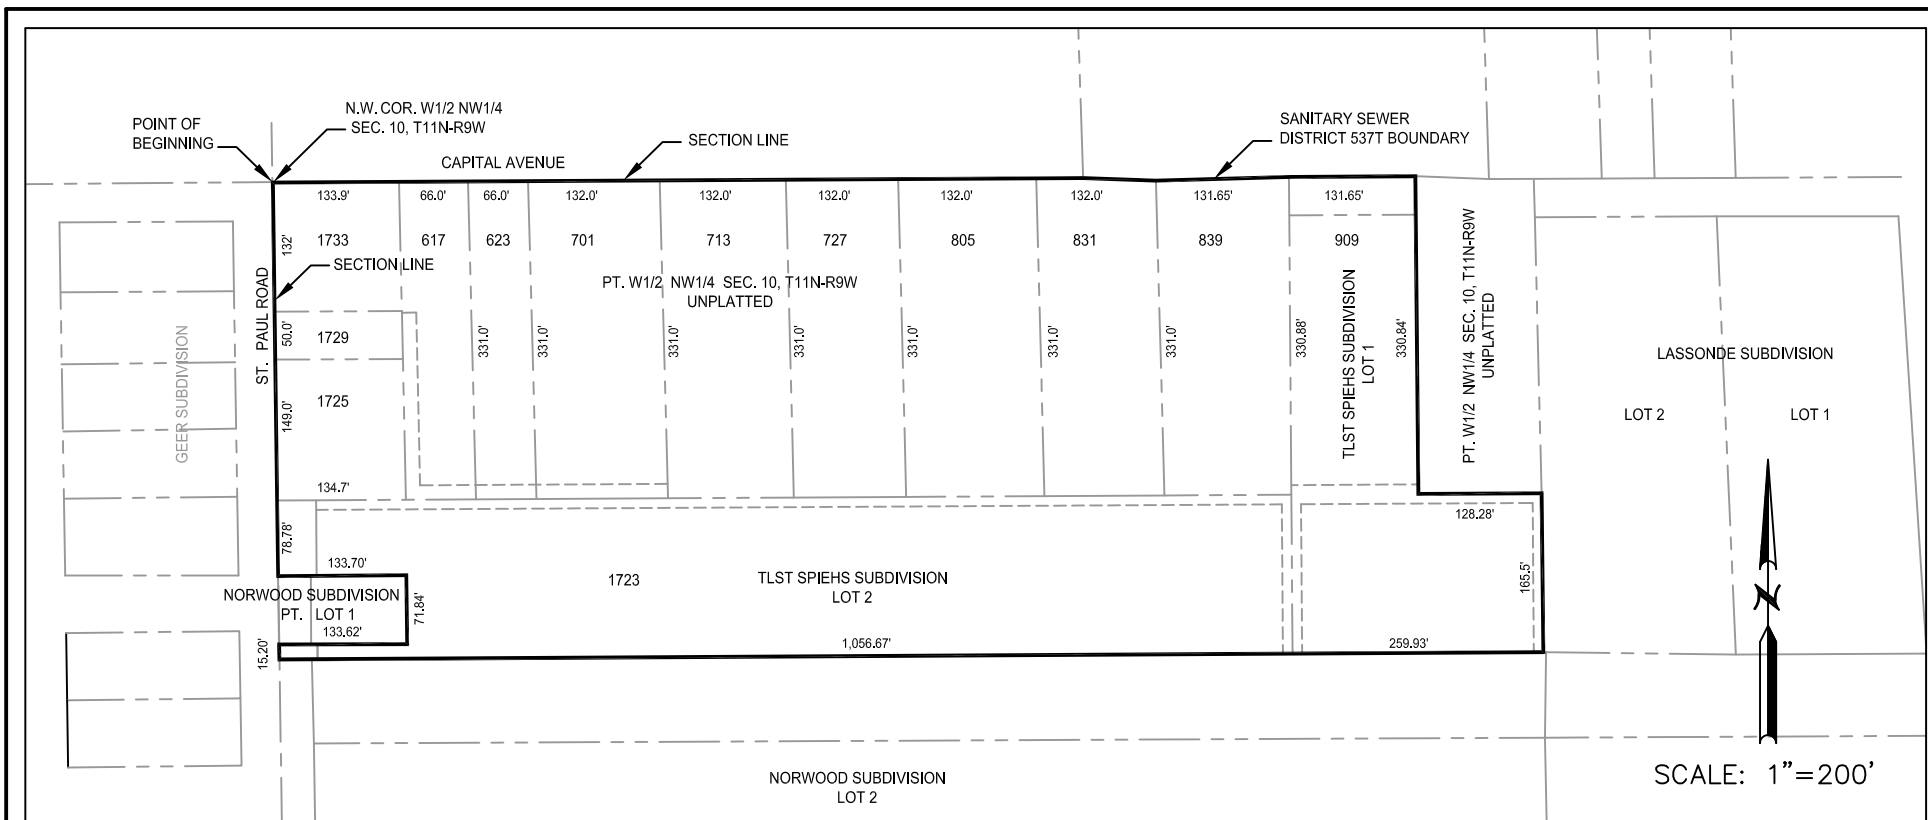 POINT OF
BEGINNING
N.W. COR. W1/2 NW1/4
SEC. 10, T11N-R9W
CAPITAL AVENUE
SECTION LINE
SANITARY SEWER
DISTRICT 537T BOUNDARY
133.9'
66.0'
66.0'
132.0'
132.0'
132.0'
132.0'
132.0'
131.65'
131.65'
132'
1733
617
623
701
713
727
805
831
839
909
SECTION LINE
PT. W1/2 NW1/4 SEC. 10, T11N-R9W
UNPLATTED
ST. PAUL ROAD
GEER SUBDIVISION
50.0'
1729
331.0'
331.0'
331.0'
331.0'
331.0'
331.0'
331.0'
330.88'
TLST SPIEHS SUBDIVISION
LOT 1
330.84'
PT. W1/2 NW1/4 SEC. 10, T11N-R9W
UNPLATTED
LASSONDE SUBDIVISION
LOT 2
LOT 1
149.0'
1725
134.7'
78.78'
128.28'
133.70'
1723
TLST SPIEHS SUBDIVISION
LOT 2
165.5'
NORWOOD SUBDIVISION
PT. LOT 1
133.62'
71.84'
15.20'
1,056.67'
259.93'
N
NORWOOD SUBDIVISION
LOT 2
SCALE: 1"=200'